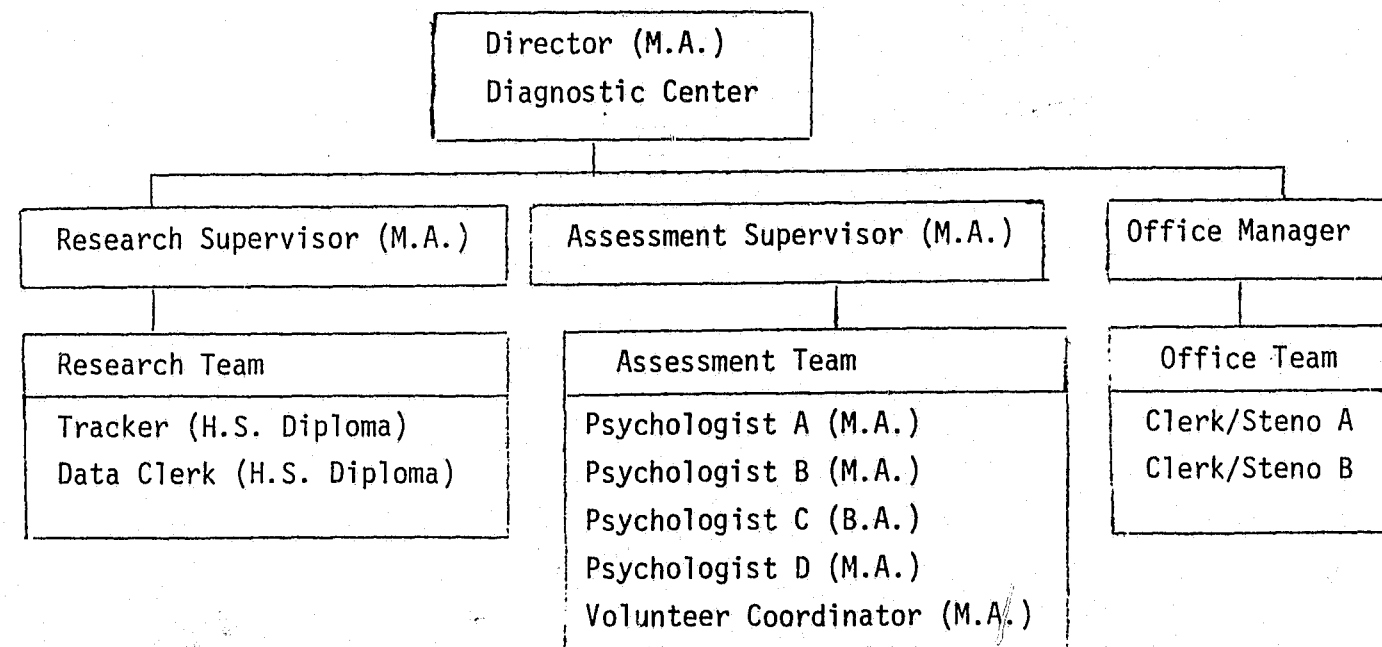 Director (M.A.)
Diagnostic Center
Research Supervisor (M.A.)
Assessment Supervisor (M.A.)
Office Manager
Research Team
Tracker (H.S. Diploma)
Data Clerk (H.S. Diploma)
Assessment Team
Psychologist A (M.A.)
Psychologist B (M.A.)
Psychologist C (B.A.)
Psychologist D (M.A.)
Volunteer Coordinator (M.A.)
Office Team
Clerk/Steno A
Clerk/Steno B